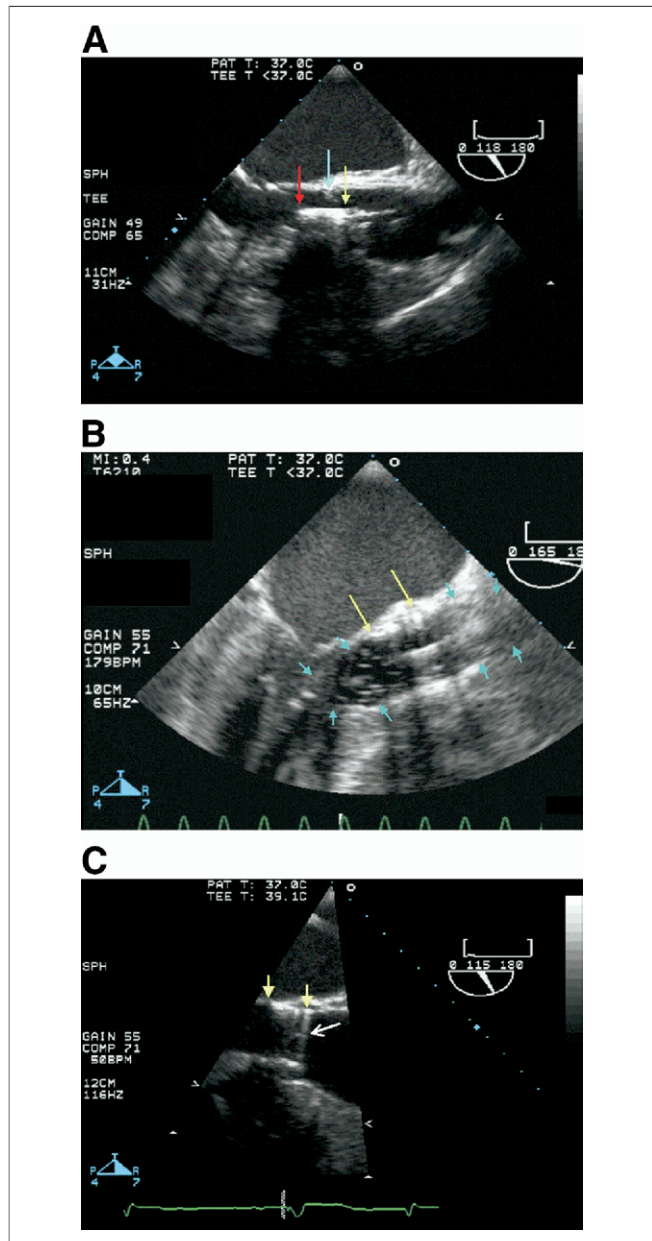 A
PAT T: 37.0C
TEE T <37.0C
0 118 180
SPH
TEE
GAIN 49
COMP 65
11CM
31HZ
T
P R
4 7
B
MI:0.4
T6210
PAT T: 37.0C
TEE T <37.0C
0 165 18
SPH
GAIN 55
COMP 71
179BPM
10CM
65HZ
T
P R
4 7
C
PAT T: 37.0C
TEE T: 39.1C
0 115 180
SPH
GAIN 55
COMP 71
50BPM
12CM
116HZ
T
P R
4 7